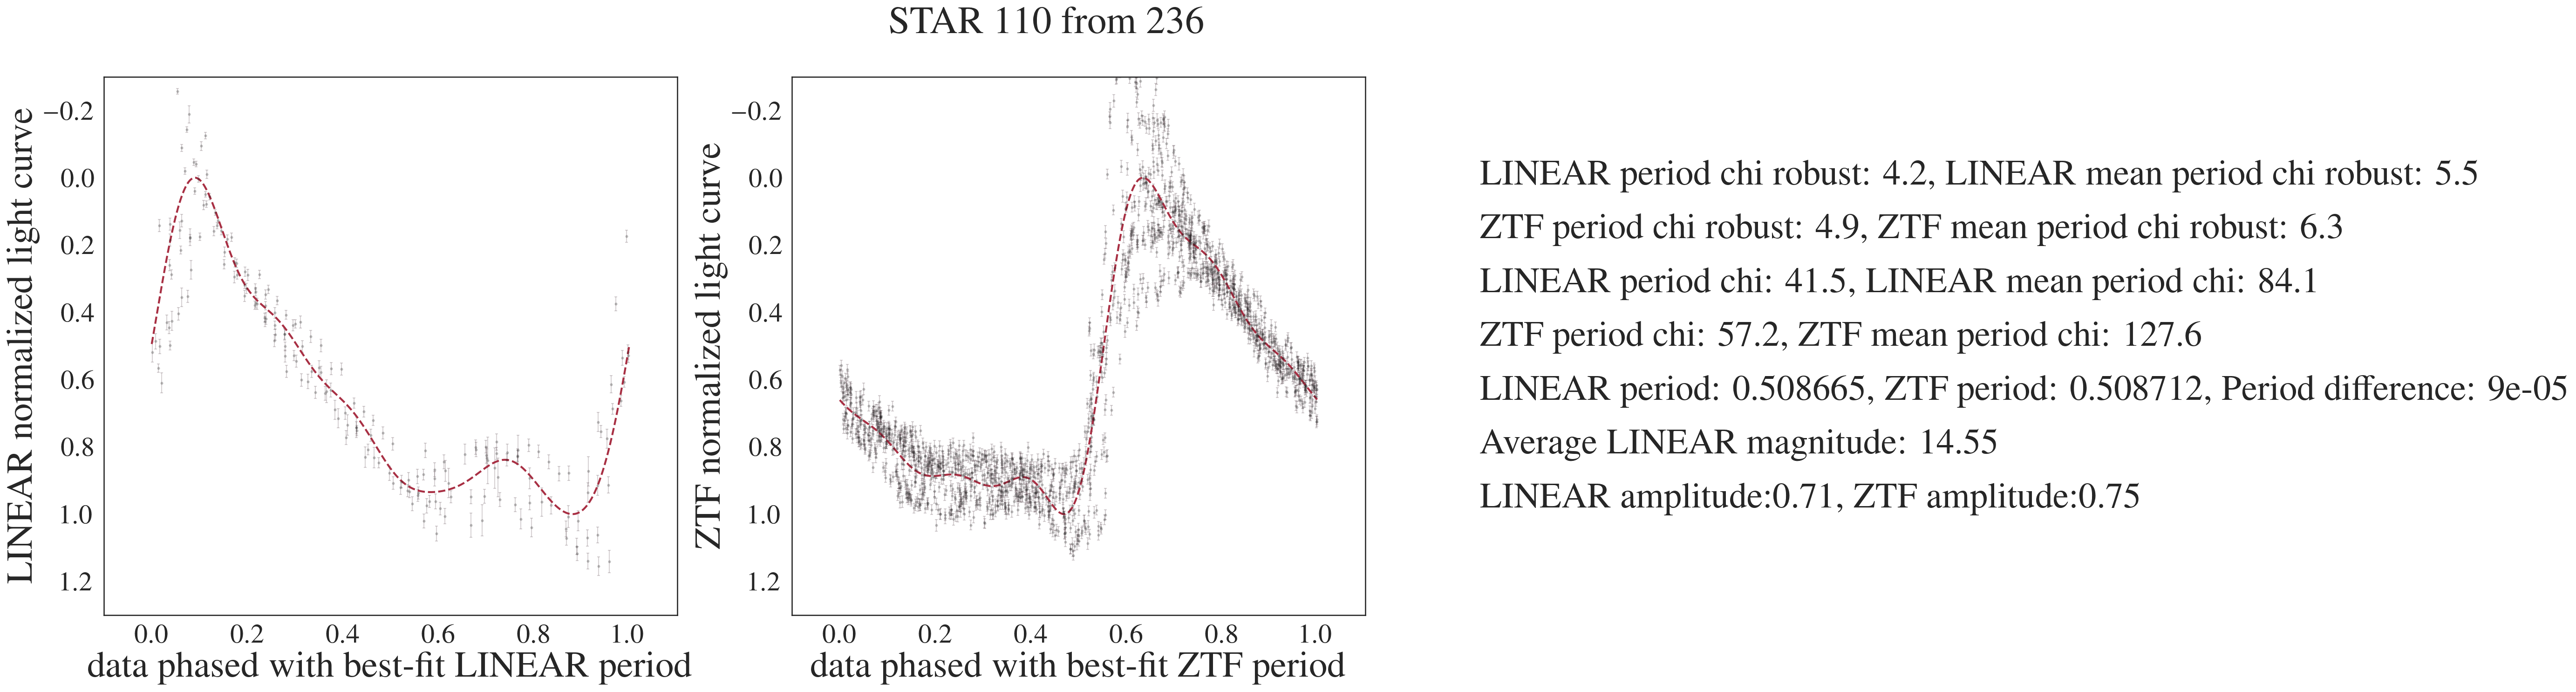 STAR 110 from 236
LINEAR normalized light curve
−0.2
0.0
0.2
0.4
0.6
0.8
1.0
1.2
0.0 0.2 0.4 0.6 0.8 1.0
data phased with best-fit LINEAR period
ZTF normalized light curve
−0.2
0.0
0.2
0.4
0.6
0.8
1.0
1.2
0.0 0.2 0.4 0.6 0.8 1.0
data phased with best-fit ZTF period
LINEAR period chi robust: 4.2, LINEAR mean period chi robust: 5.5
ZTF period chi robust: 4.9, ZTF mean period chi robust: 6.3
LINEAR period chi: 41.5, LINEAR mean period chi: 84.1
ZTF period chi: 57.2, ZTF mean period chi: 127.6
LINEAR period: 0.508665, ZTF period: 0.508712, Period difference: 9e-05
Average LINEAR magnitude: 14.55
LINEAR amplitude:0.71, ZTF amplitude:0.75